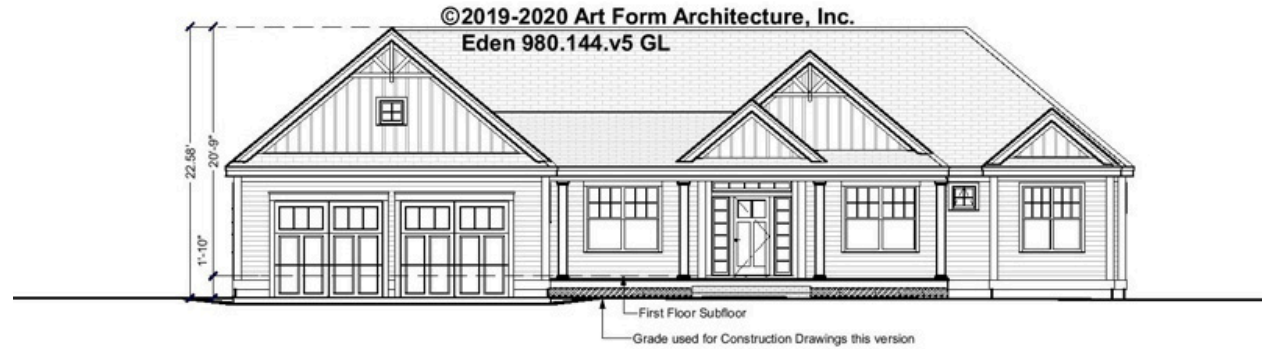 ©2019-2020 Art Form Architecture, Inc.
Eden 980.144.v5 GL
22.58'
20'-9"
1'-10"
First Floor Subfloor
Grade used for Construction Drawings this version